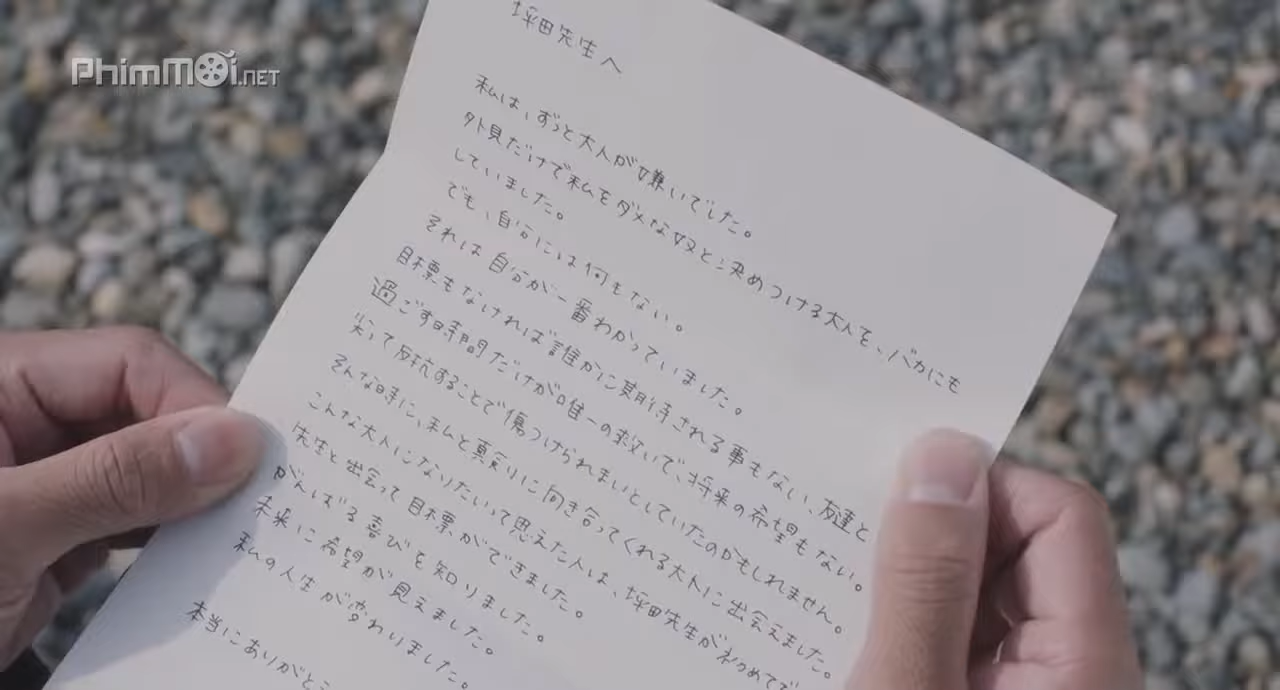 PHIMMOI.NET
坪田先生へ
私は、ずっと大人が嫌いでした。
外見だけで私をダメな奴と決めつける大人を、バカにも
していました。
でも、自分には何もない。
それは自分が一番わかっていました。
目標もなければ誰かに期待される事もない、友達と
過ごす時間だけが唯一の救いで、将来の希望もない。
尖って反抗することで傷つけられまいとしていたのかもしれません。
そんな時に、私と真剣に向き合ってくれる大人に出会えました。
こんな大人になりたいって思えた人は、坪田先生が初めてで
先生と出会って目標ができました。
がんばる喜びを知りました。
未来に希望が見えました。
私の人生が変わりました。
本当にありがとう